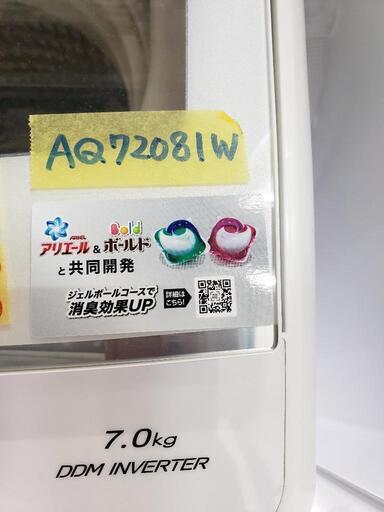 AQ72081W
ARIEL
アリエール & Bold ボールド
と共同開発
ジェルボールコースで
消臭効果UP
詳細は
こちら!
7.0kg
DDM INVERTER